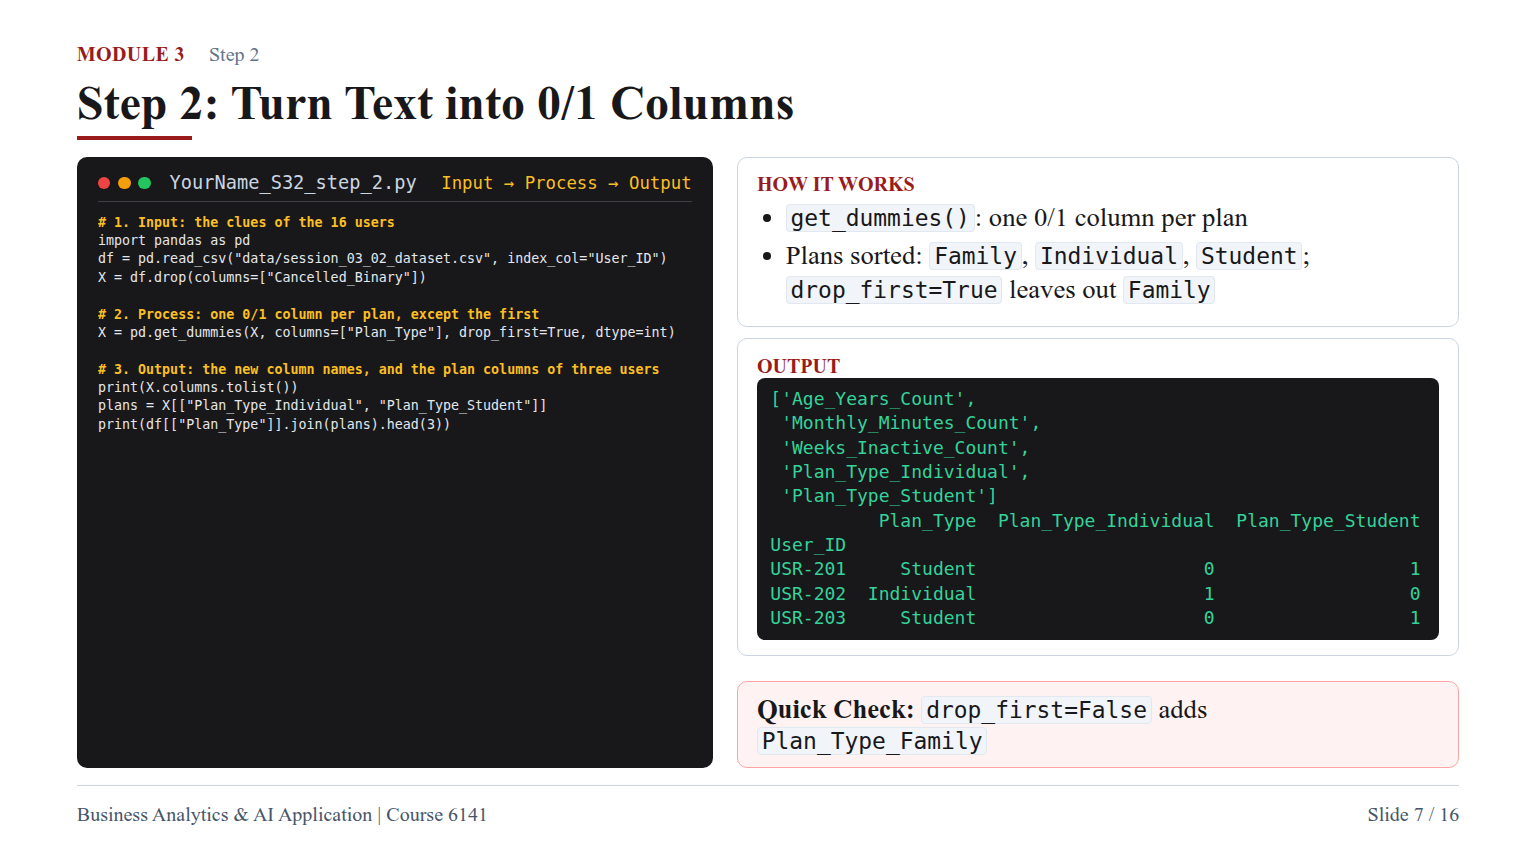 MODULE 3 Step 2
Step 2: Turn Text into 0/1 Columns
YourName_S32_step_2.py Input → Process → Output
# 1. Input: the clues of the 16 users
import pandas as pd
df = pd.read_csv("data/session_03_02_dataset.csv", index_col="User_ID")
X = df.drop(columns=["Cancelled_Binary"])
# 2. Process: one 0/1 column per plan, except the first
X = pd.get_dummies(X, columns=["Plan_Type"], drop_first=True, dtype=int)
# 3. Output: the new column names, and the plan columns of three users
print(X.columns.tolist())
plans = X[["Plan_Type_Individual", "Plan_Type_Student"]]
print(df[["Plan_Type"]].join(plans).head(3))
HOW IT WORKS
• get_dummies(): one 0/1 column per plan
• Plans sorted: Family, Individual, Student;
drop_first=True leaves out Family
OUTPUT
['Age_Years_Count',
'Monthly_Minutes_Count',
'Weeks_Inactive_Count',
'Plan_Type_Individual',
'Plan_Type_Student']
Plan_Type Plan_Type_Individual Plan_Type_Student
User_ID
USR-201 Student 0 1
USR-202 Individual 1 0
USR-203 Student 0 1
Quick Check: drop_first=False adds
Plan_Type_Family
Business Analytics & AI Application | Course 6141
Slide 7 / 16